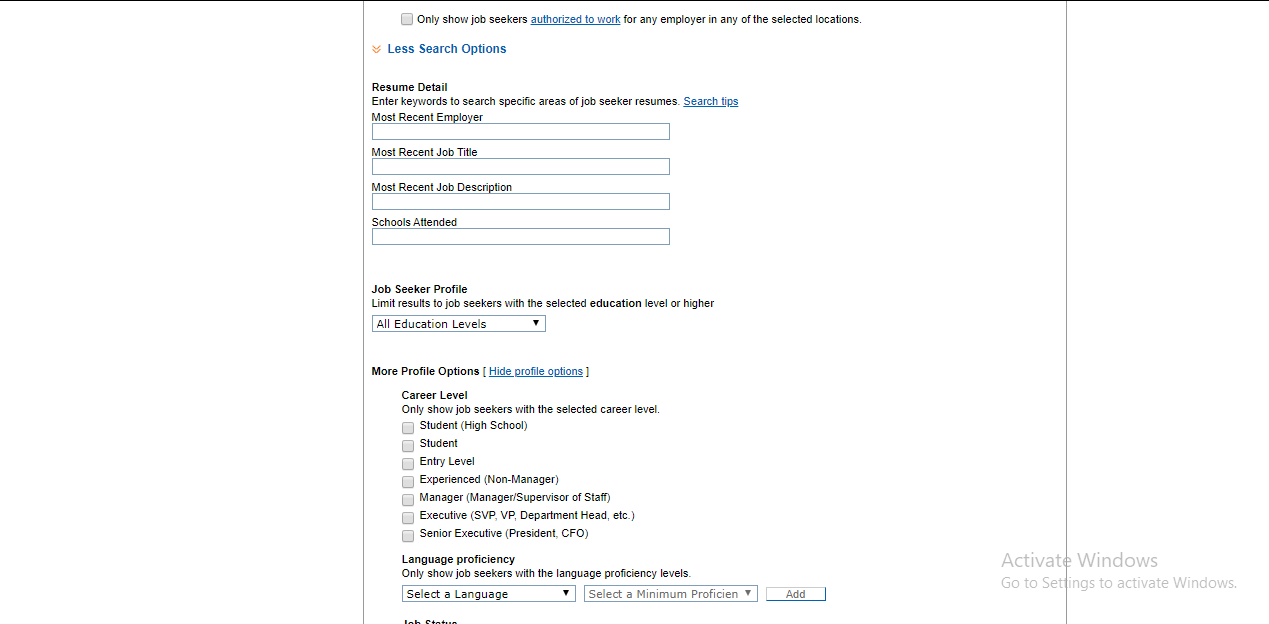 Only show job seekers authorized to work for any employer in any of the selected locations.
Less Search Options
Resume Detail
Enter keywords to search specific areas of job seeker resumes. Search tips
Most Recent Employer
Most Recent Job Title
Most Recent Job Description
Schools Attended
Job Seeker Profile
Limit results to job seekers with the selected education level or higher
All Education Levels
More Profile Options [ Hide profile options ]
Career Level
Only show job seekers with the selected career level.
Student (High School)
Student
Entry Level
Experienced (Non-Manager)
Manager (Manager/Supervisor of Staff)
Executive (SVP, VP, Department Head, etc.)
Senior Executive (President, CFO)
Language proficiency
Only show job seekers with the language proficiency levels.
Select a Language Select a Minimum Proficien Add
Job Status
Activate Windows
Go to Settings to activate Windows.